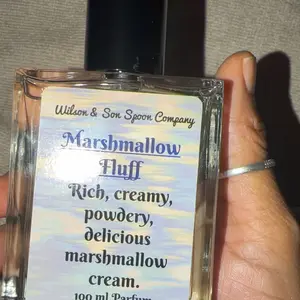 Wilson & Son Spoon Company
Marshmallow
Fluff
Rich, creamy,
powdery,
delicious
marshmallow
cream.
100 ml Parfum